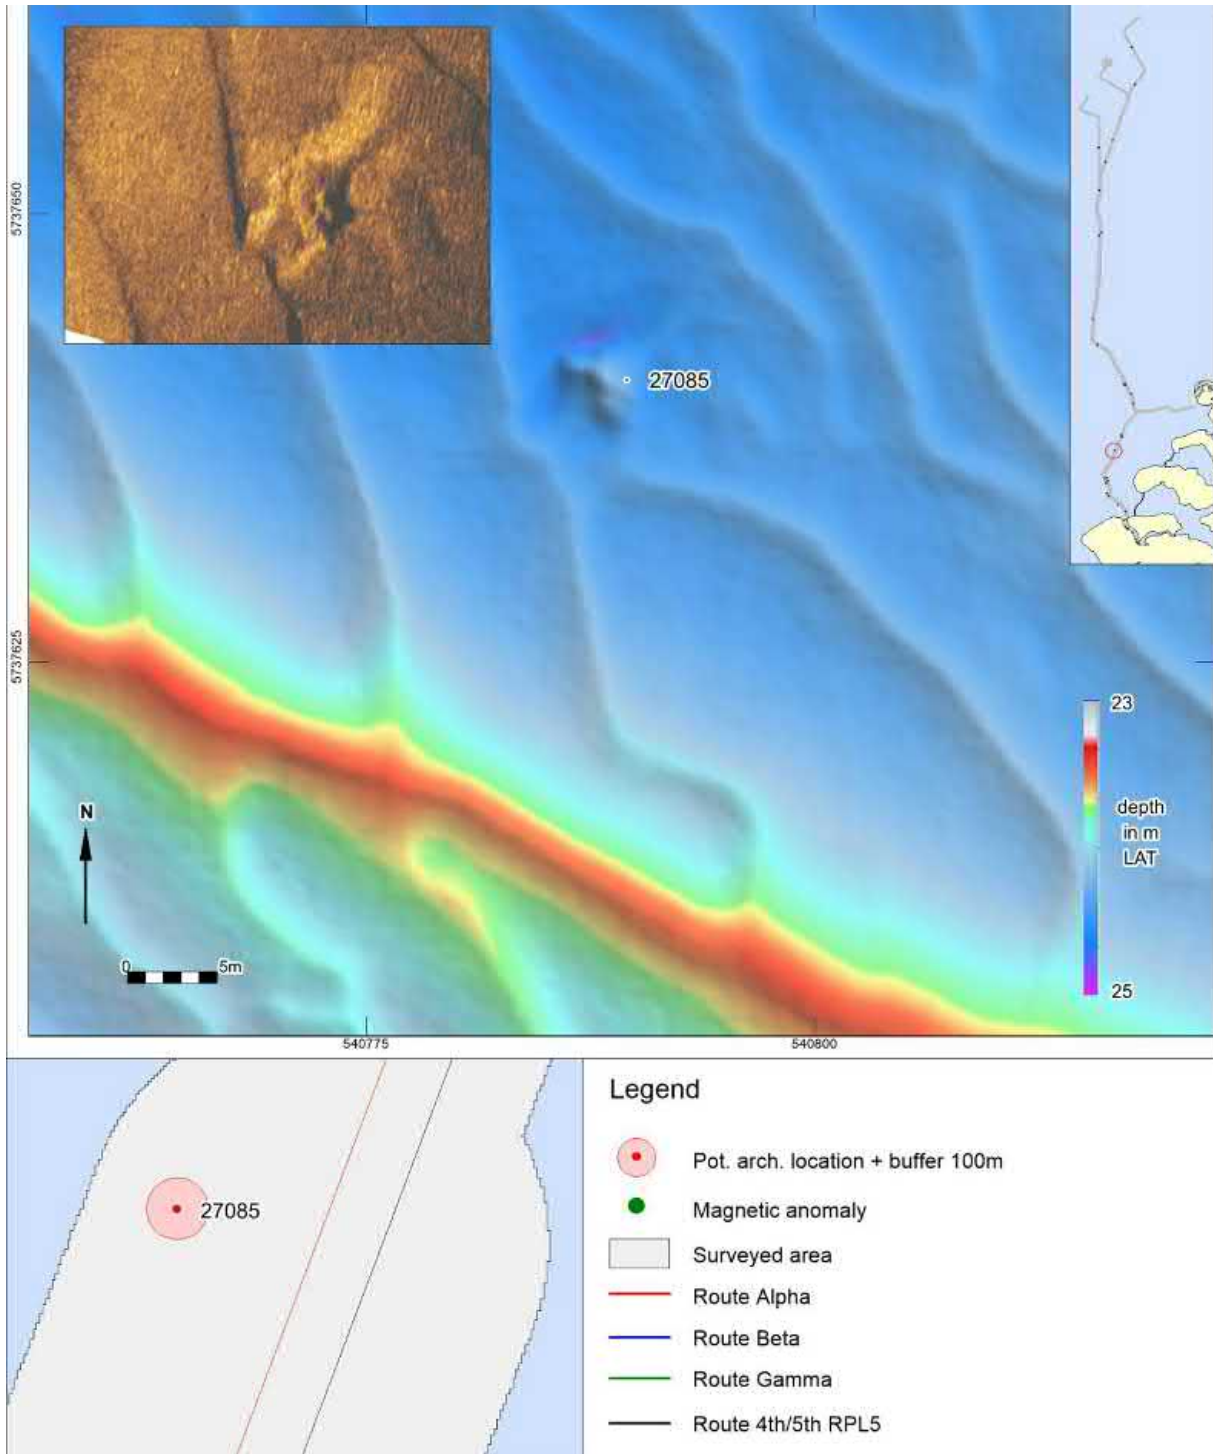 5737650
27085
5737625
23
depth
in m
LAT
25
N
0 5m
540775
540800
27085
Legend
Pot. arch. location + buffer 100m
Magnetic anomaly
Surveyed area
Route Alpha
Route Beta
Route Gamma
Route 4th/5th RPL5